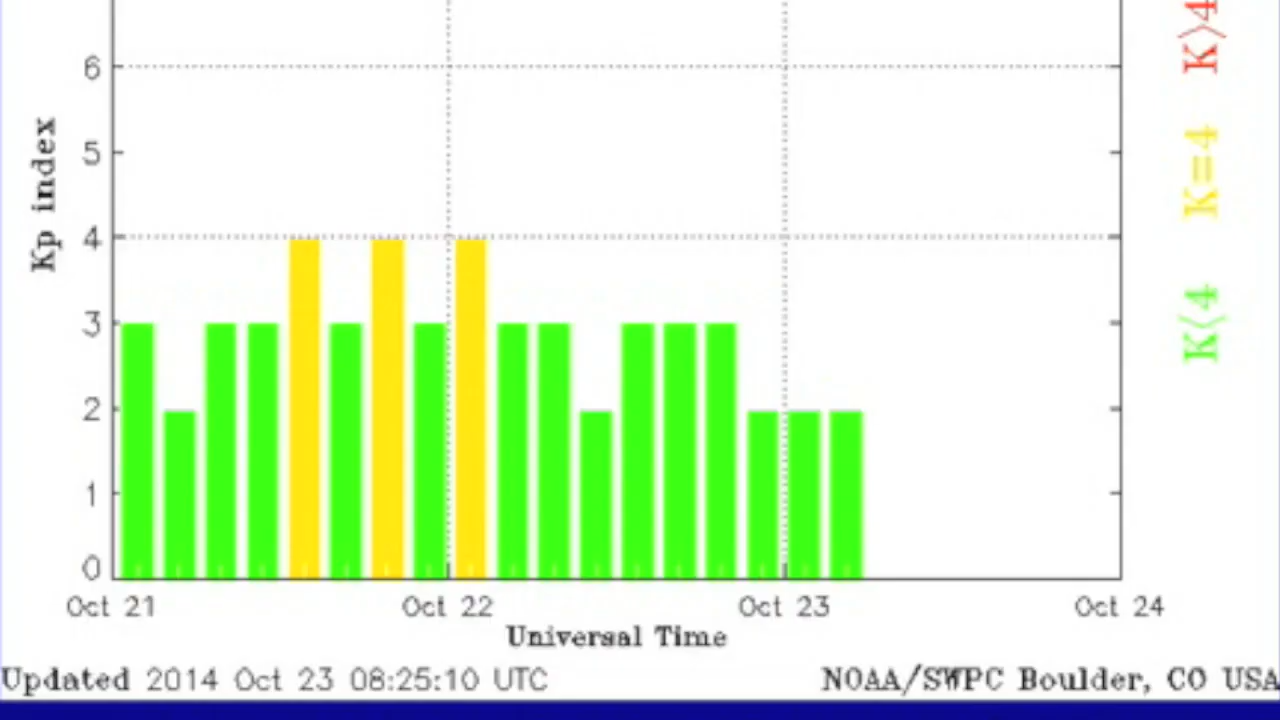 6
5
4
3
2
1
0
Kp index
Oct 21 Oct 22 Oct 23 Oct 24
Universal Time
Updated 2014 Oct 23 08:25:10 UTC
NOAA/SWPC Boulder, CO USA
K<4 K=4 K>4